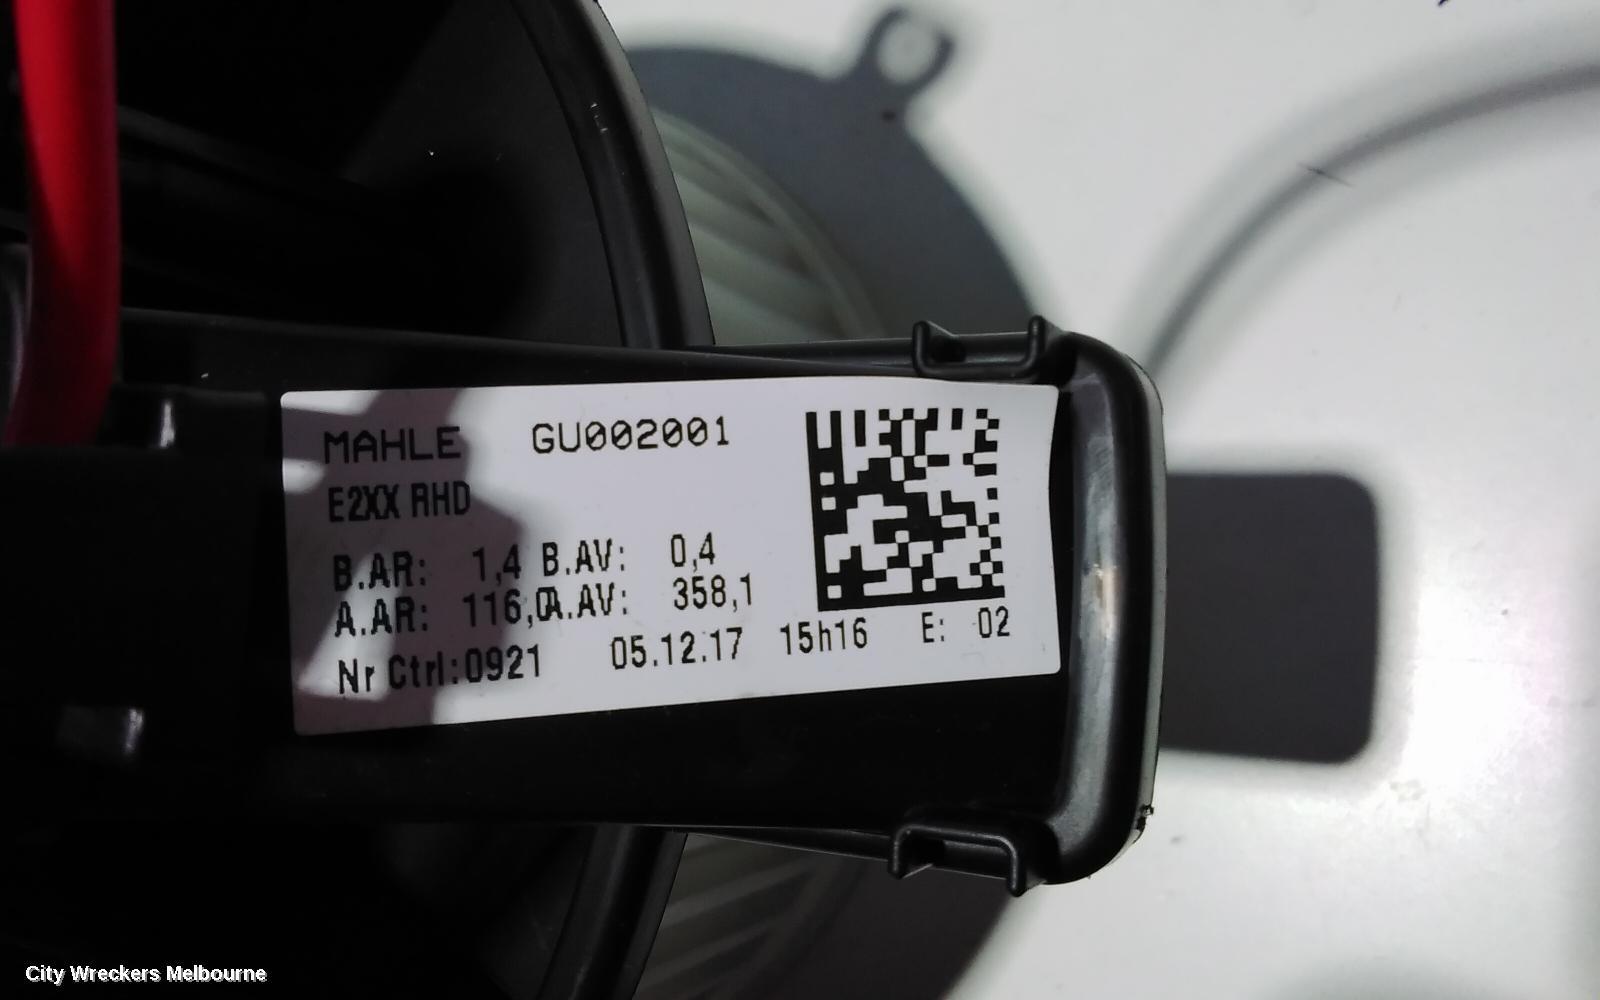 MAHLE GU002001
E2XX RHD
B.AR: 1,4 B.AV: 0,4
A.AR: 116,0A.AV: 358,1
Nr Ctrl:0921 05.12.17 15h16 E: 02
City Wreckers Melbourne